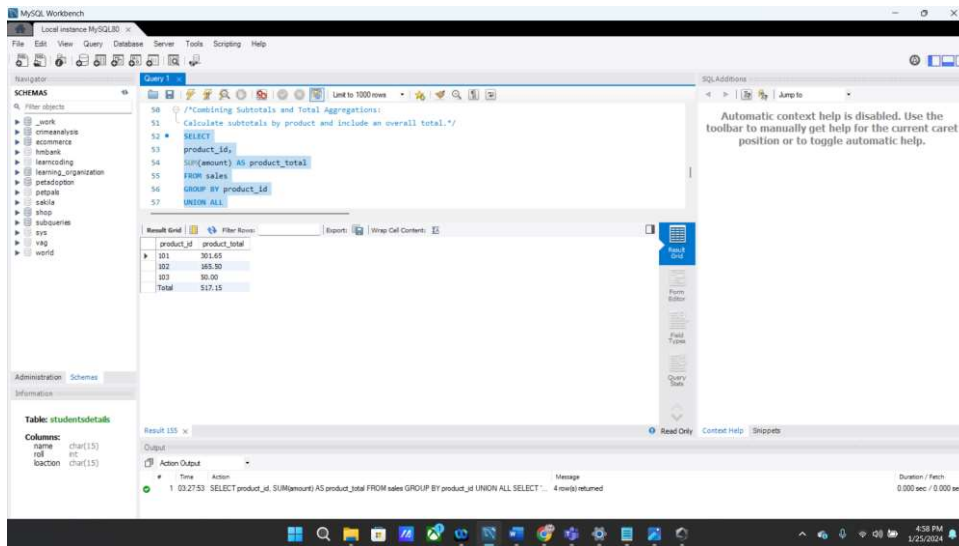 MySQL Workbench
Local instance MySQL80 ×
File Edit View Query Database Server Tools Scripting Help
Navigator
SCHEMAS
Filter objects
_work
crimeanalysis
ecommerce
hmbank
learncoding
learning_organization
petadoption
petpals
sakila
shop
subqueries
sys
vag
world
Administration Schemas
Information
Table: studentsdetails
Columns:
name char(15)
roll int
loaction char(15)
Query 1 ×
Limit to 1000 rows
50 /*Combining Subtotals and Total Aggregations:
51 Calculate subtotals by product and include an overall total.*/
52 SELECT
53 product_id,
54 SUM(amount) AS product_total
55 FROM sales
56 GROUP BY product_id
57 UNION ALL
Result Grid Filter Rows: Export: Wrap Cell Content:
product_id product_total
101 301.65
102 165.50
103 50.00
Total 517.15
Result Grid
Form Editor
Field Types
Query Stats
Result 155 ×
Read Only
Output
Action Output
# Time Action Message Duration / Fetch
1 03:27:53 SELECT product_id, SUM(amount) AS product_total FROM sales GROUP BY product_id UNION ALL SELECT '... 4 row(s) returned 0.000 sec / 0.000 se
SQLAdditions
Jump to
Automatic context help is disabled. Use the
toolbar to manually get help for the current caret
position or to toggle automatic help.
Context Help Snippets
4:58 PM
1/25/2024